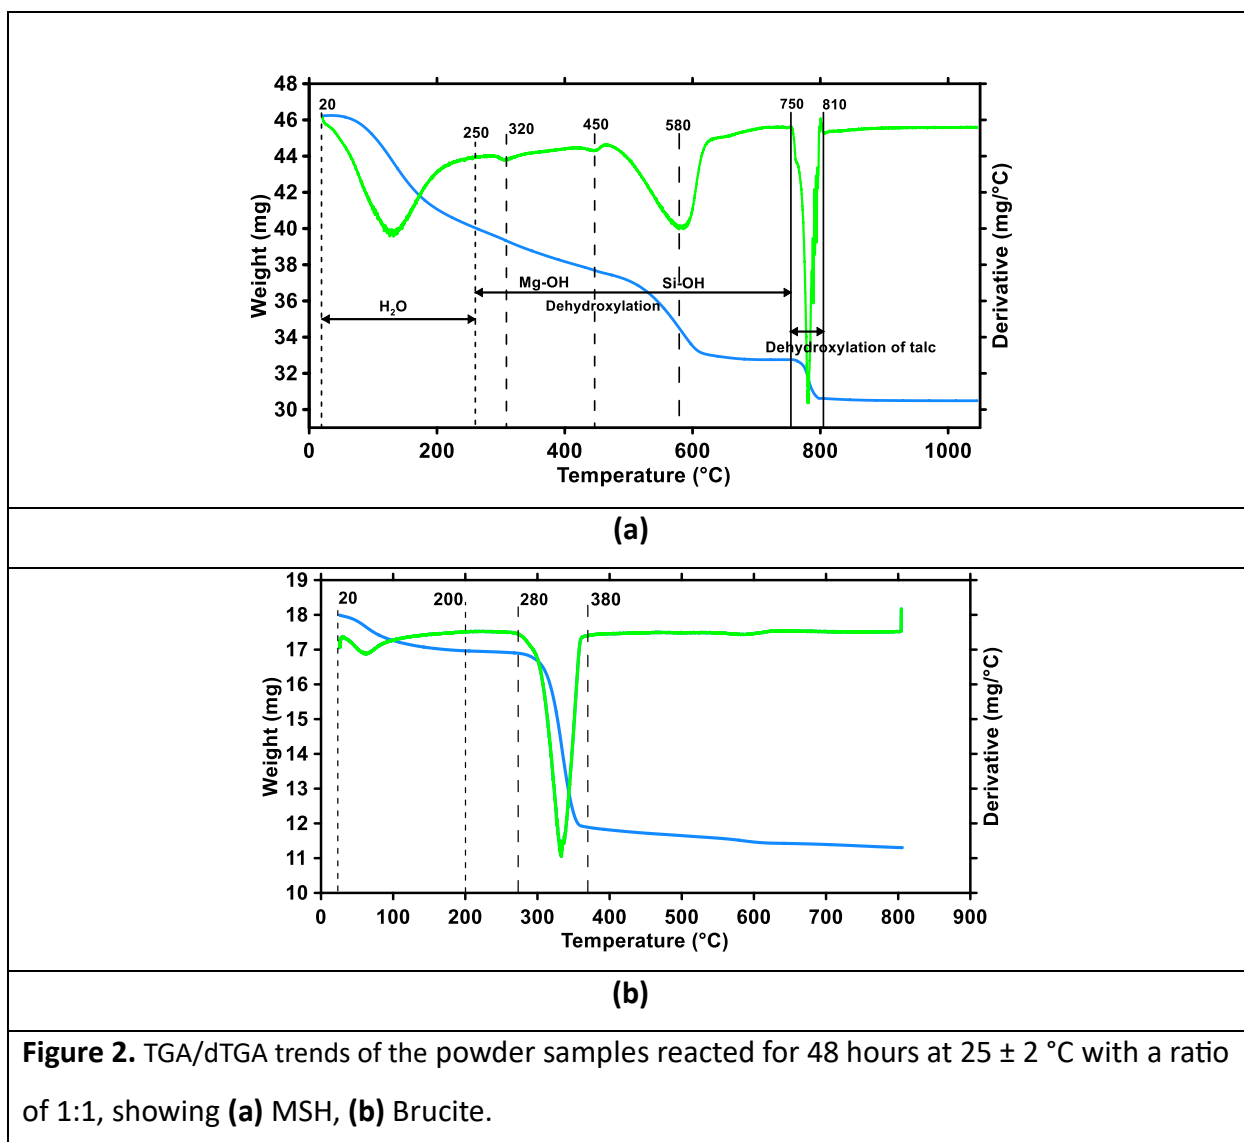 48
46
44
42
40
38
36
34
32
30
Weight (mg)
20
250
320
450
580
750
810
H₂O
Mg-OH
Si-OH
Dehydroxylation
Dehydroxylation of talc
Derivative (mg/°C)
0 200 400 600 800 1000
Temperature (°C)
(a)
19
18
17
16
15
14
13
12
11
10
Weight (mg)
20
200
280
380
Derivative (mg/°C)
0 100 200 300 400 500 600 700 800 900
Temperature (°C)
(b)
Figure 2. TGA/dTGA trends of the powder samples reacted for 48 hours at 25 ± 2 °C with a ratio
of 1:1, showing (a) MSH, (b) Brucite.